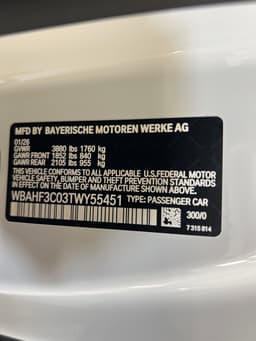 MFD BY BAYERISCHE MOTOREN WERKE AG
01/26
GVWR 3880 lbs 1760 kg
GAWR FRONT 1852 lbs 840 kg
GAWR REAR 2105 lbs 955 kg
THIS VEHICLE CONFORMS TO ALL APPLICABLE U.S.FEDERAL MOTOR
VEHICLE SAFETY, BUMPER AND THEFT PREVENTION STANDARDS
IN EFFECT ON THE DATE OF MANUFACTURE SHOWN ABOVE.
WBAHF3C03TWY55451 TYPE: PASSENGER CAR
300/0
7 315 814